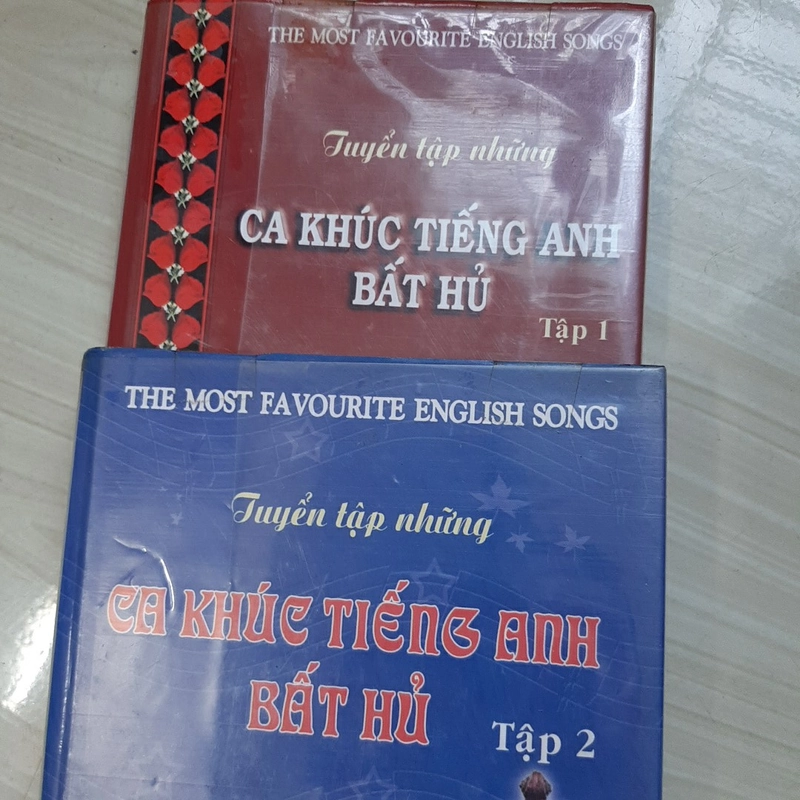 THE MOST FAVOURITE ENGLISH SONGS
Tuyển tập những
CA KHÚC TIẾNG ANH
BẤT HỦ
Tập 1
THE MOST FAVOURITE ENGLISH SONGS
Tuyển tập những
CA KHÚC TIẾNG ANH
BẤT HỦ
Tập 2